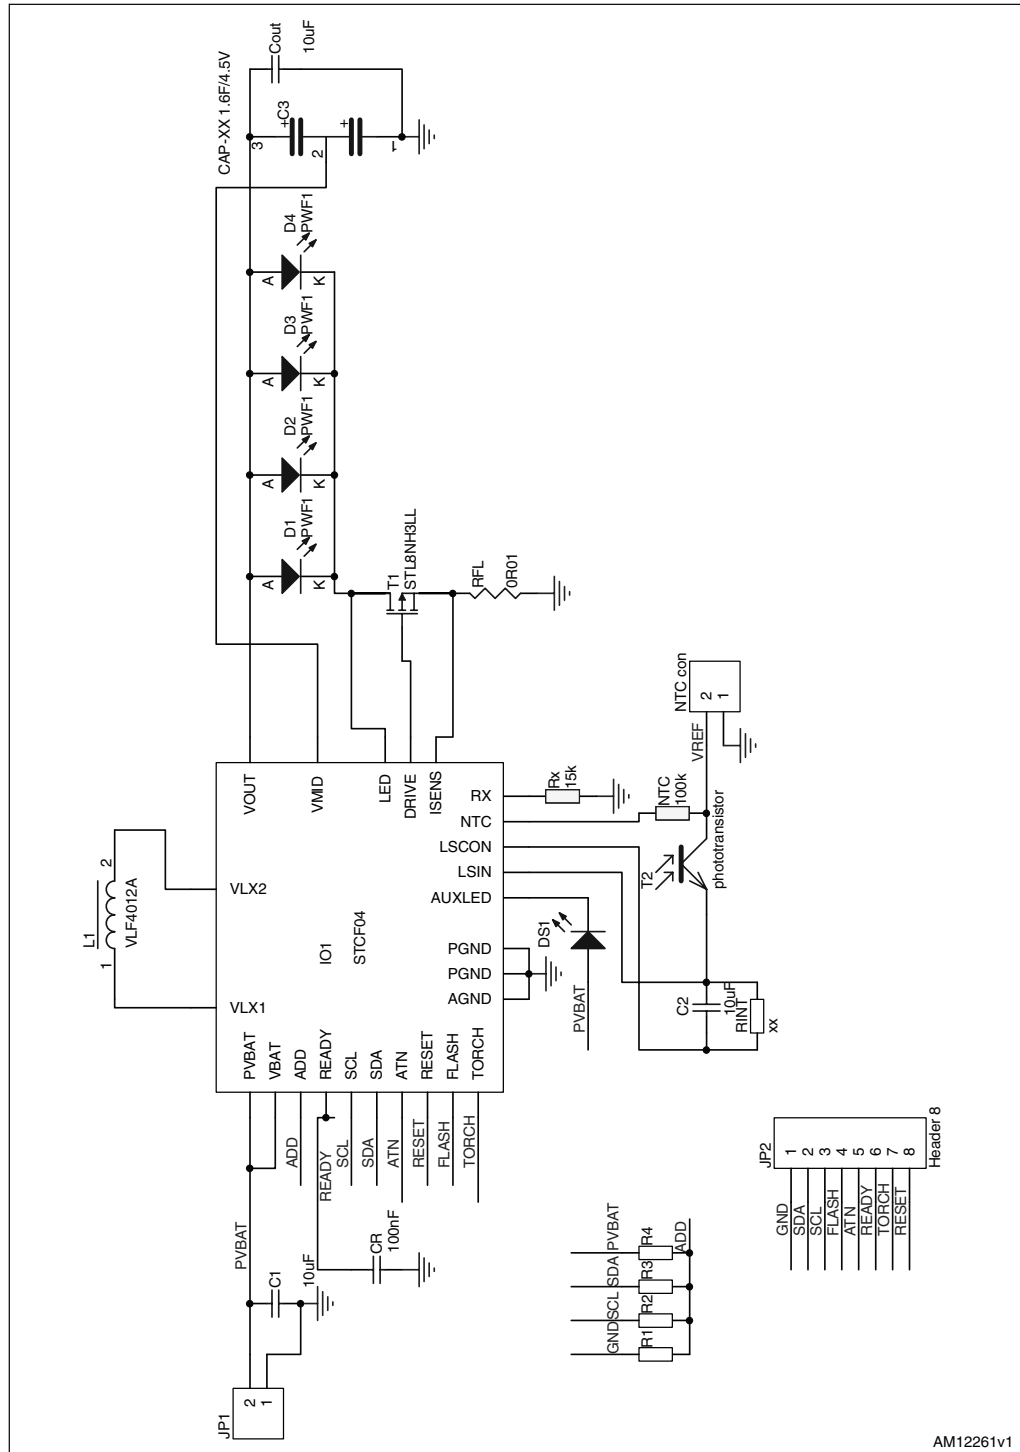 CAP-XX 1.6F/4.5V
Cout
10uF
+C3
+
3
2
1
D4
PWF1
A
K
D3
PWF1
A
K
D2
PWF1
A
K
D1
PWF1
A
K
T1
STL8NH3LL
RFL
0R01
L1
1
2
VLF4012A
VLX1
VLX2
IO1
STCF04
VOUT
VMID
LED
DRIVE
ISENS
RX
NTC
LSCON
LSIN
AUXLED
PGND
PGND
AGND
PVBAT
VBAT
ADD
READY
SCL
SDA
ATN
RESET
FLASH
TORCH
Rx
15k
NTC
100k
VREF
NTC con
2
1
T2
phototransistor
DS1
PVBAT
C2
10uF
RINT
xx
ADD
READY
SCL
SDA
ATN
RESET
FLASH
TORCH
PVBAT
C1
10uF
CR
100nF
JP1
2
1
GND
SCL
SDA
PVBAT
R1
R2
R3
R4
ADD
JP2
GND 1
SDA 2
SCL 3
FLASH 4
ATN 5
READY 6
TORCH 7
RESET 8
Header 8
AM12261v1